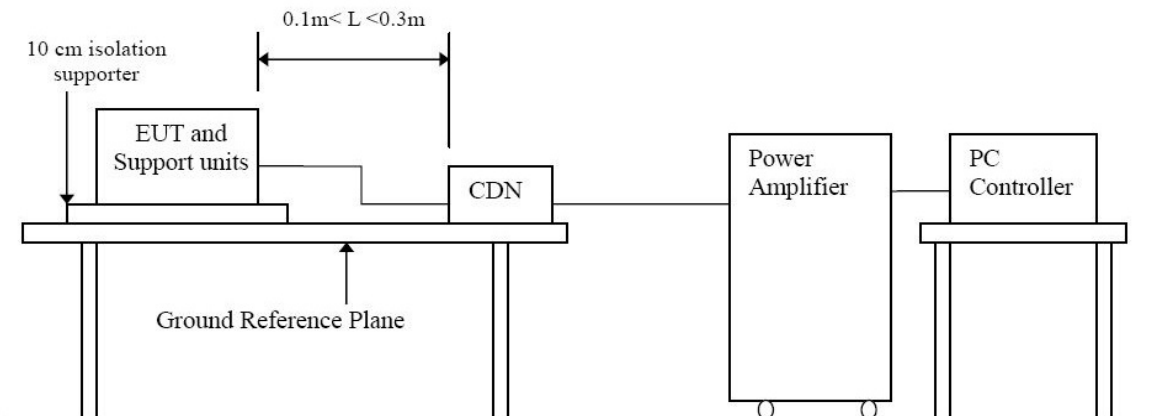 0.1m< L <0.3m
10 cm isolation
supporter
EUT and
Support units
CDN
Power
Amplifier
PC
Controller
Ground Reference Plane